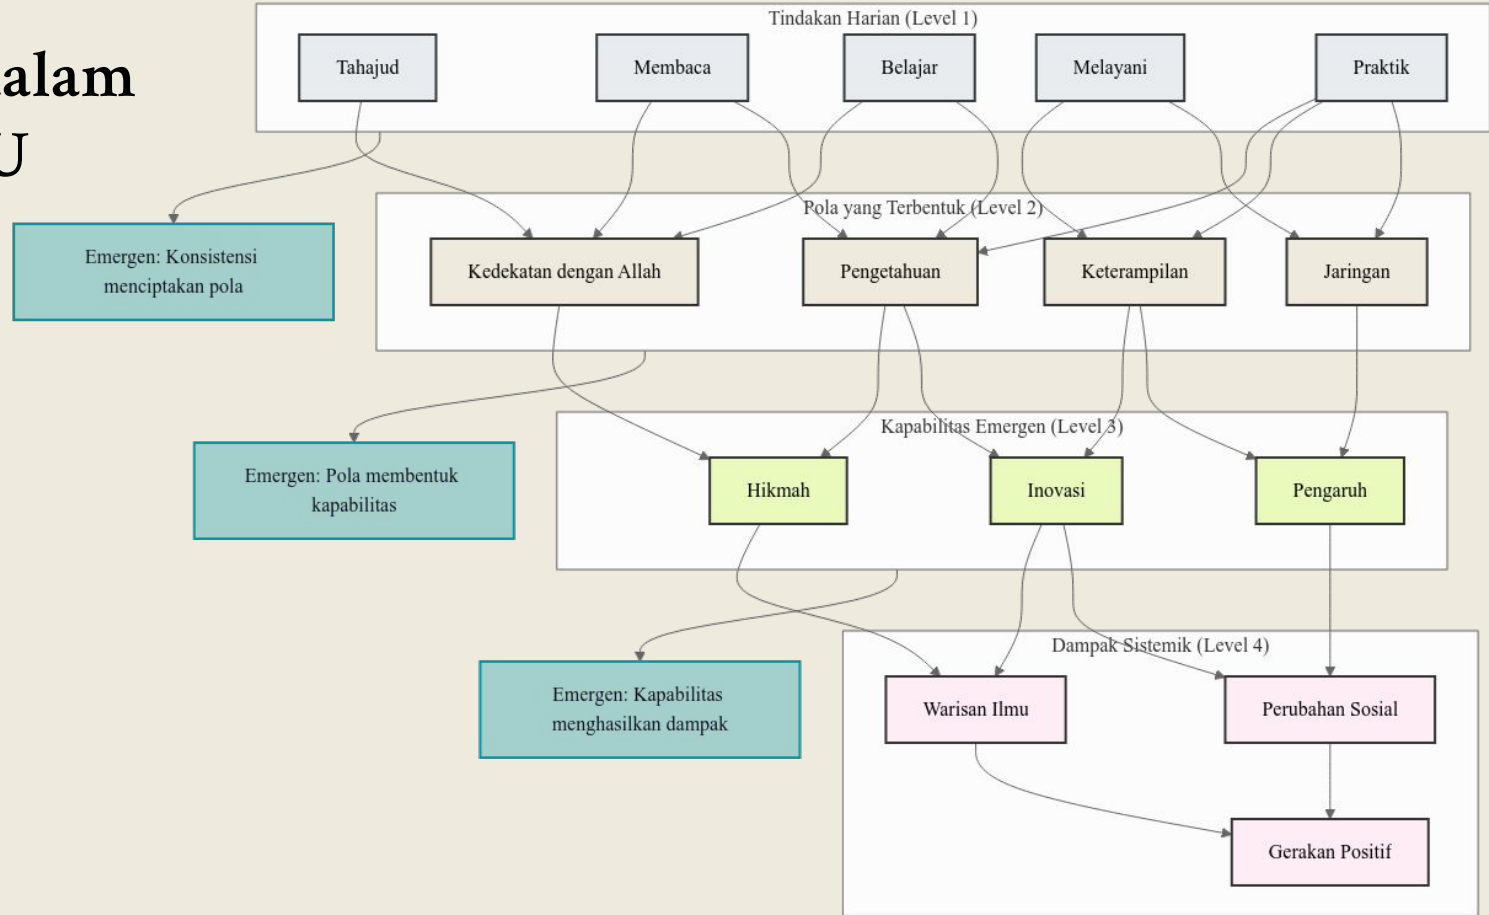 alam
U
Tindakan Harian (Level 1)
Tahajud
Membaca
Belajar
Melayani
Praktik
Pola yang Terbentuk (Level 2)
Emergen: Konsistensi
menciptakan pola
Kedekatan dengan Allah
Pengetahuan
Keterampilan
Jaringan
Kapabilitas Emergen (Level 3)
Emergen: Pola membentuk
kapabilitas
Hikmah
Inovasi
Pengaruh
Dampak Sistemik (Level 4)
Emergen: Kapabilitas
menghasilkan dampak
Warisan Ilmu
Perubahan Sosial
Gerakan Positif